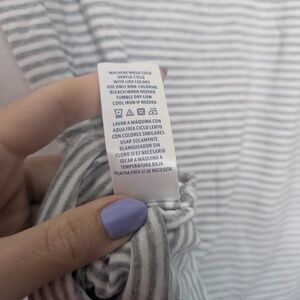 MACHINE WASH COLD
GENTLE CYCLE
WITH LIKE COLORS
USE ONLY NON-CHLORINE
BLEACH WHEN NEEDED
TUMBLE DRY LOW
COOL IRON IF NEEDED
LAVAR A MAQUINA CON
AGUA FRIA CICLO LENTO
CON COLORES SIMILARES
USAR SOLAMENTE
BLANQUEADOR SIN
CLORO SI ES NECESARIO
SECAR A MAQUINA A
TEMPERATURA BAJA
PLACHA FRIA SI SE NECESITA